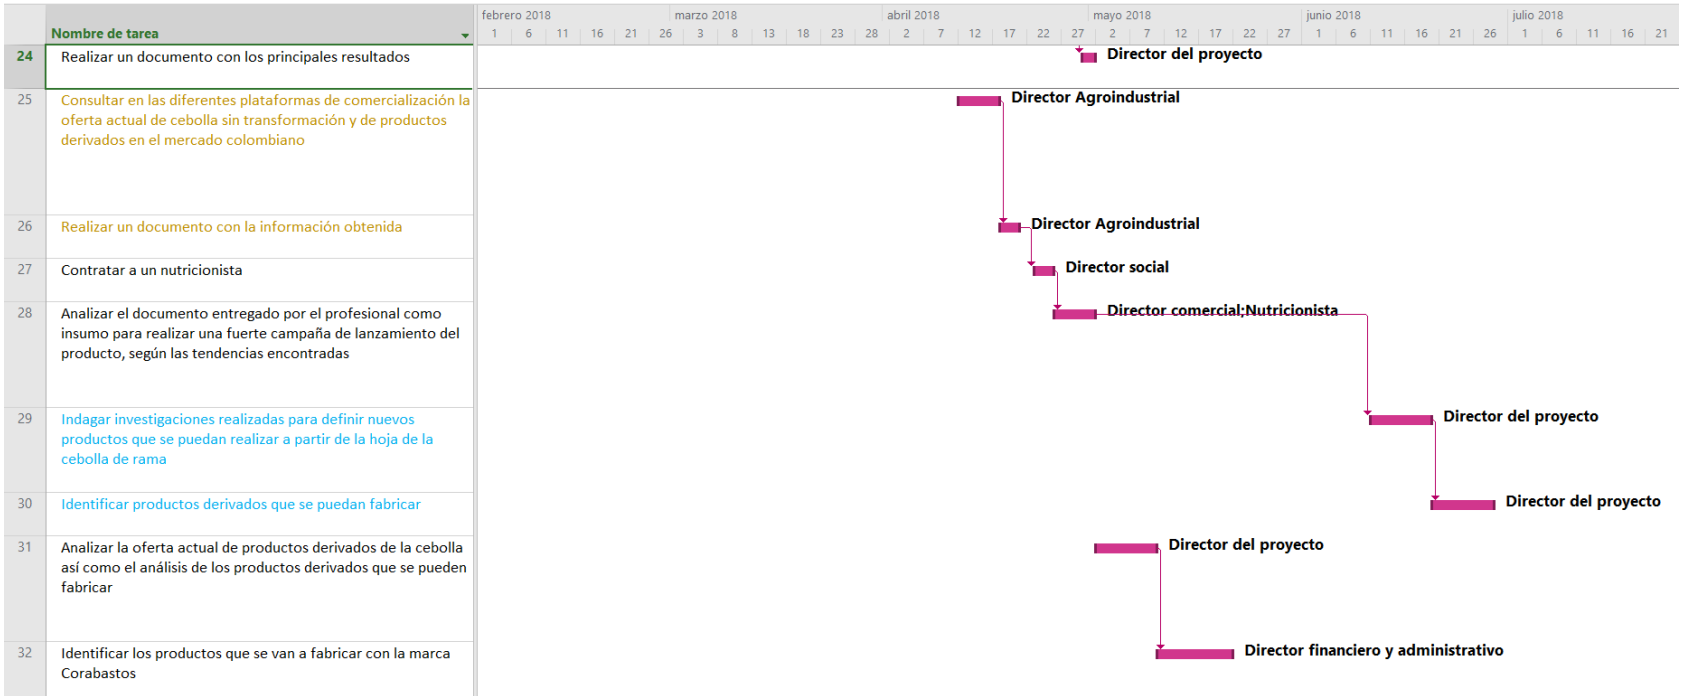 febrero 2018 marzo 2018 abril 2018 mayo 2018 junio 2018 julio 2018
Nombre de tarea 1 6 11 16 21 26 3 8 13 18 23 28 2 7 12 17 22 27 2 7 12 17 22 27 1 6 11 16 21 26 1 6 11 16 21
24 Realizar un documento con los principales resultados Director del proyecto
25 Consultar en las diferentes plataformas de comercialización la Director Agroindustrial
oferta actual de cebolla sin transformación y de productos
derivados en el mercado colombiano
26 Realizar un documento con la información obtenida Director Agroindustrial
27 Contratar a un nutricionista Director social
28 Analizar el documento entregado por el profesional como Director comercial;Nutricionista
insumo para realizar una fuerte campaña de lanzamiento del
producto, según las tendencias encontradas
29 Indagar investigaciones realizadas para definir nuevos Director del proyecto
productos que se puedan realizar a partir de la hoja de la
cebolla de rama
30 Identificar productos derivados que se puedan fabricar Director del proyecto
31 Analizar la oferta actual de productos derivados de la cebolla Director del proyecto
así como el análisis de los productos derivados que se pueden
fabricar
32 Identificar los productos que se van a fabricar con la marca Director financiero y administrativo
Corabastos